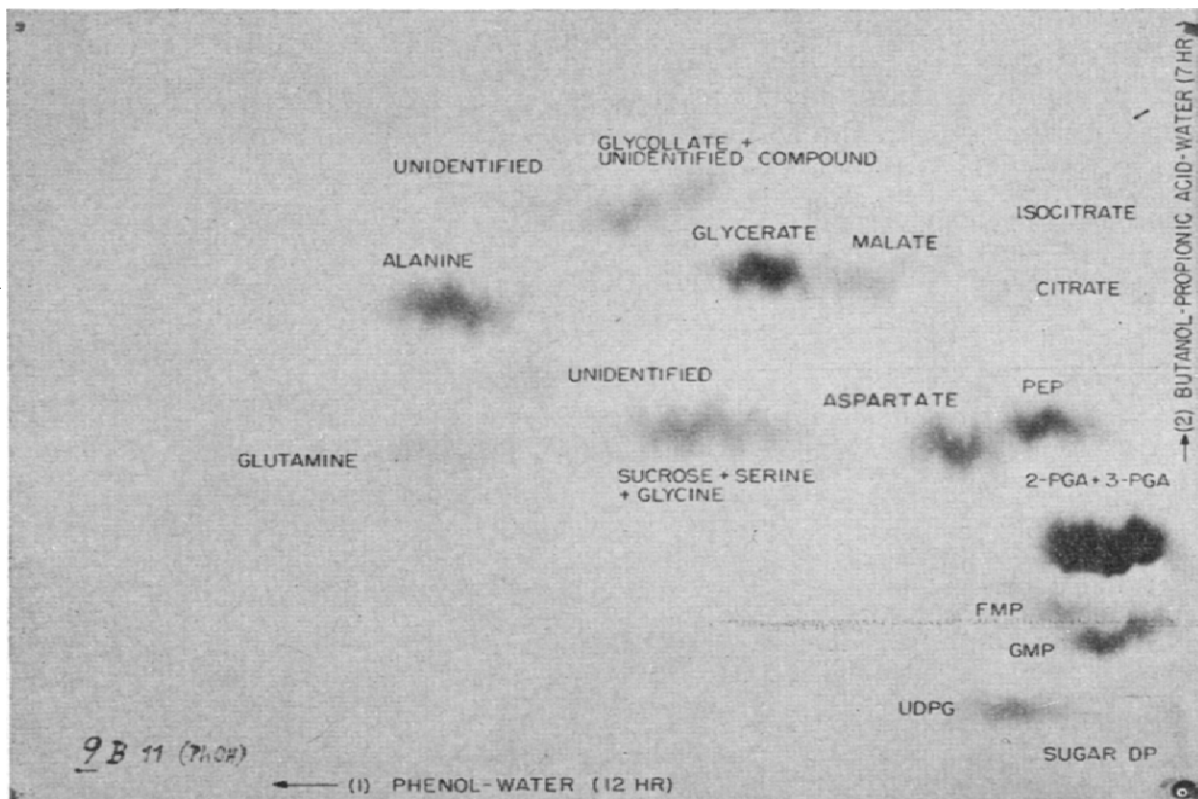 GLYCOLLATE +
UNIDENTIFIED COMPOUND
UNIDENTIFIED
ISOCITRATE
GLYCERATE
MALATE
ALANINE
CITRATE
UNIDENTIFIED
PEP
ASPARTATE
GLUTAMINE
SUCROSE + SERINE
+ GLYCINE
2-PGA + 3-PGA
FMP
GMP
UDPG
SUGAR DP
9 B 11 (PhOH)
(1) PHENOL-WATER (12 HR)
(2) BUTANOL-PROPIONIC ACID-WATER (7 HR)